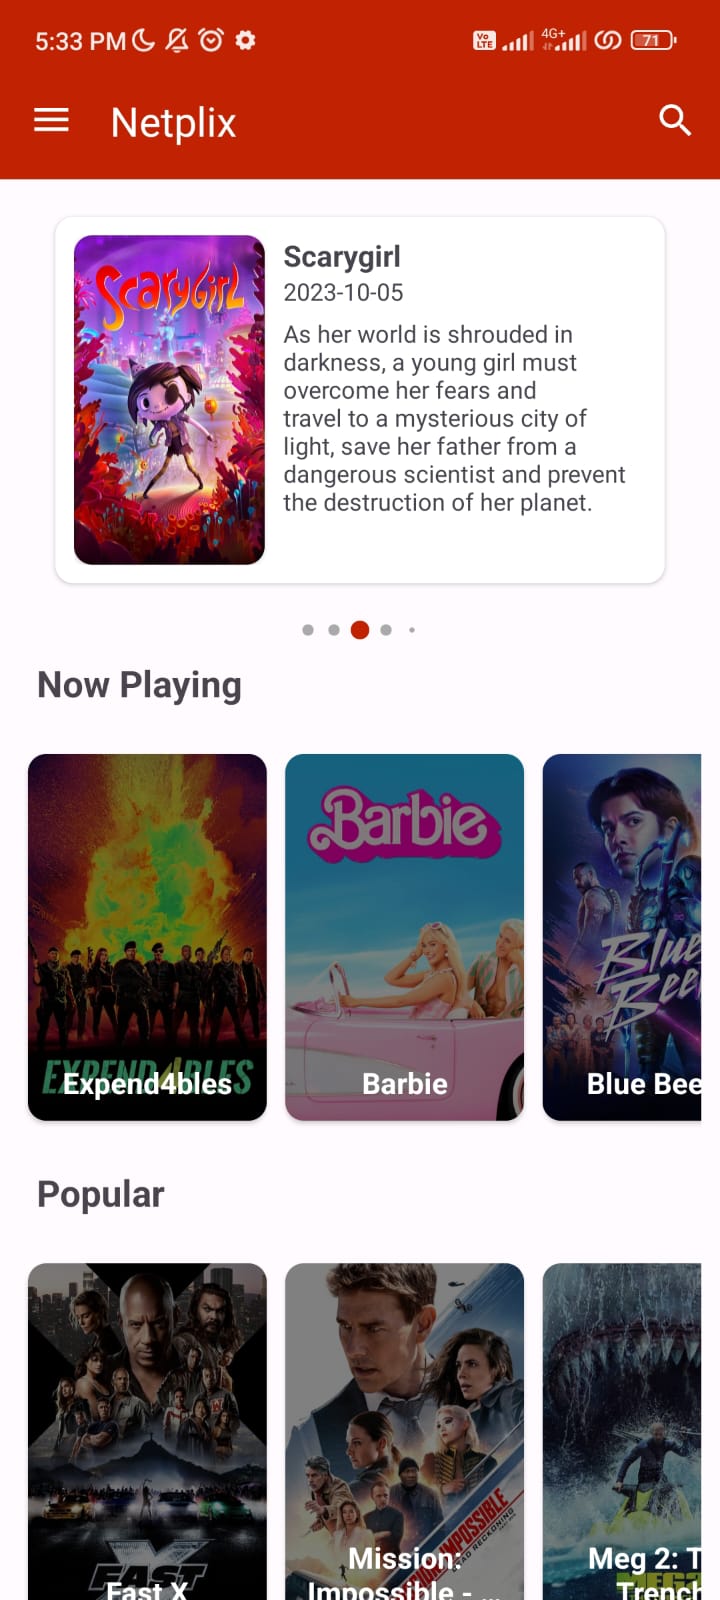 5:33 PM
Vo LTE 4G+ 71
Netplix
Scarygirl
Scarygirl
2023-10-05
As her world is shrouded in
darkness, a young girl must
overcome her fears and
travel to a mysterious city of
light, save her father from a
dangerous scientist and prevent
the destruction of her planet.
Now Playing
EXPEND4BLES
Expend4bles
Barbie
Barbie
Blue
Bee
Blue Bee
Popular
X
FAST
Fast X
MISSION: IMPOSSIBLE
DEAD RECKONING
Mission:
Impossible - ...
MEG
Meg 2: T
Trench